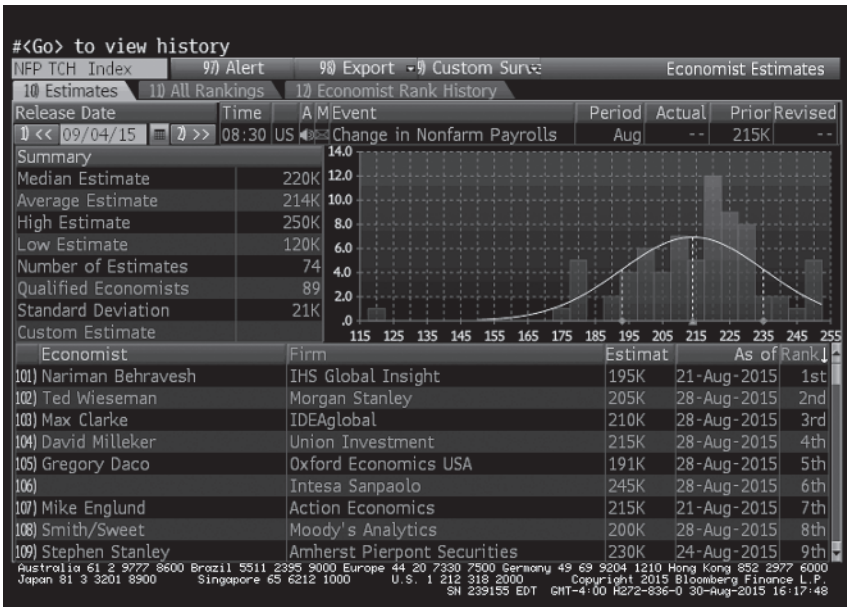 #<Go> to view history
NFP TCH Index 97) Alert 98) Export Custom Surve Economist Estimates
10) Estimates 11) All Rankings 12) Economist Rank History
Release Date Time A M Event Period Actual Prior Revised
1) << 09/04/15 2) >> 08:30 US Change in Nonfarm Payrolls Aug -- 215K --
Summary
Median Estimate 220K
Average Estimate 214K
High Estimate 250K
Low Estimate 120K
Number of Estimates 74
Qualified Economists 89
Standard Deviation 21K
Custom Estimate
14.0
12.0
10.0
8.0
6.0
4.0
2.0
.0
115 125 135 145 155 165 175 185 195 205 215 225 235 245 255
Economist Firm Estimat As of Rank↓
101) Nariman Behravesh IHS Global Insight 195K 21-Aug-2015 1st
102) Ted Wieseman Morgan Stanley 205K 28-Aug-2015 2nd
103) Max Clarke IDEAglobal 210K 28-Aug-2015 3rd
104) David Milleker Union Investment 215K 28-Aug-2015 4th
105) Gregory Daco Oxford Economics USA 191K 28-Aug-2015 5th
106) Intesa Sanpaolo 245K 28-Aug-2015 6th
107) Mike Englund Action Economics 215K 21-Aug-2015 7th
108) Smith/Sweet Moody's Analytics 200K 28-Aug-2015 8th
109) Stephen Stanley Amherst Pierpont Securities 230K 24-Aug-2015 9th
Australia 61 2 9777 8600 Brazil 5511 2395 9000 Europe 44 20 7330 7500 Germany 49 69 9204 1210 Hong Kong 852 2977 6000
Japan 81 3 3201 8900 Singapore 65 6212 1000 U.S. 1 212 318 2000 Copyright 2015 Bloomberg Finance L.P.
SN 239155 EDT GMT-4:00 H272-836-0 30-Aug-2015 16:17:48